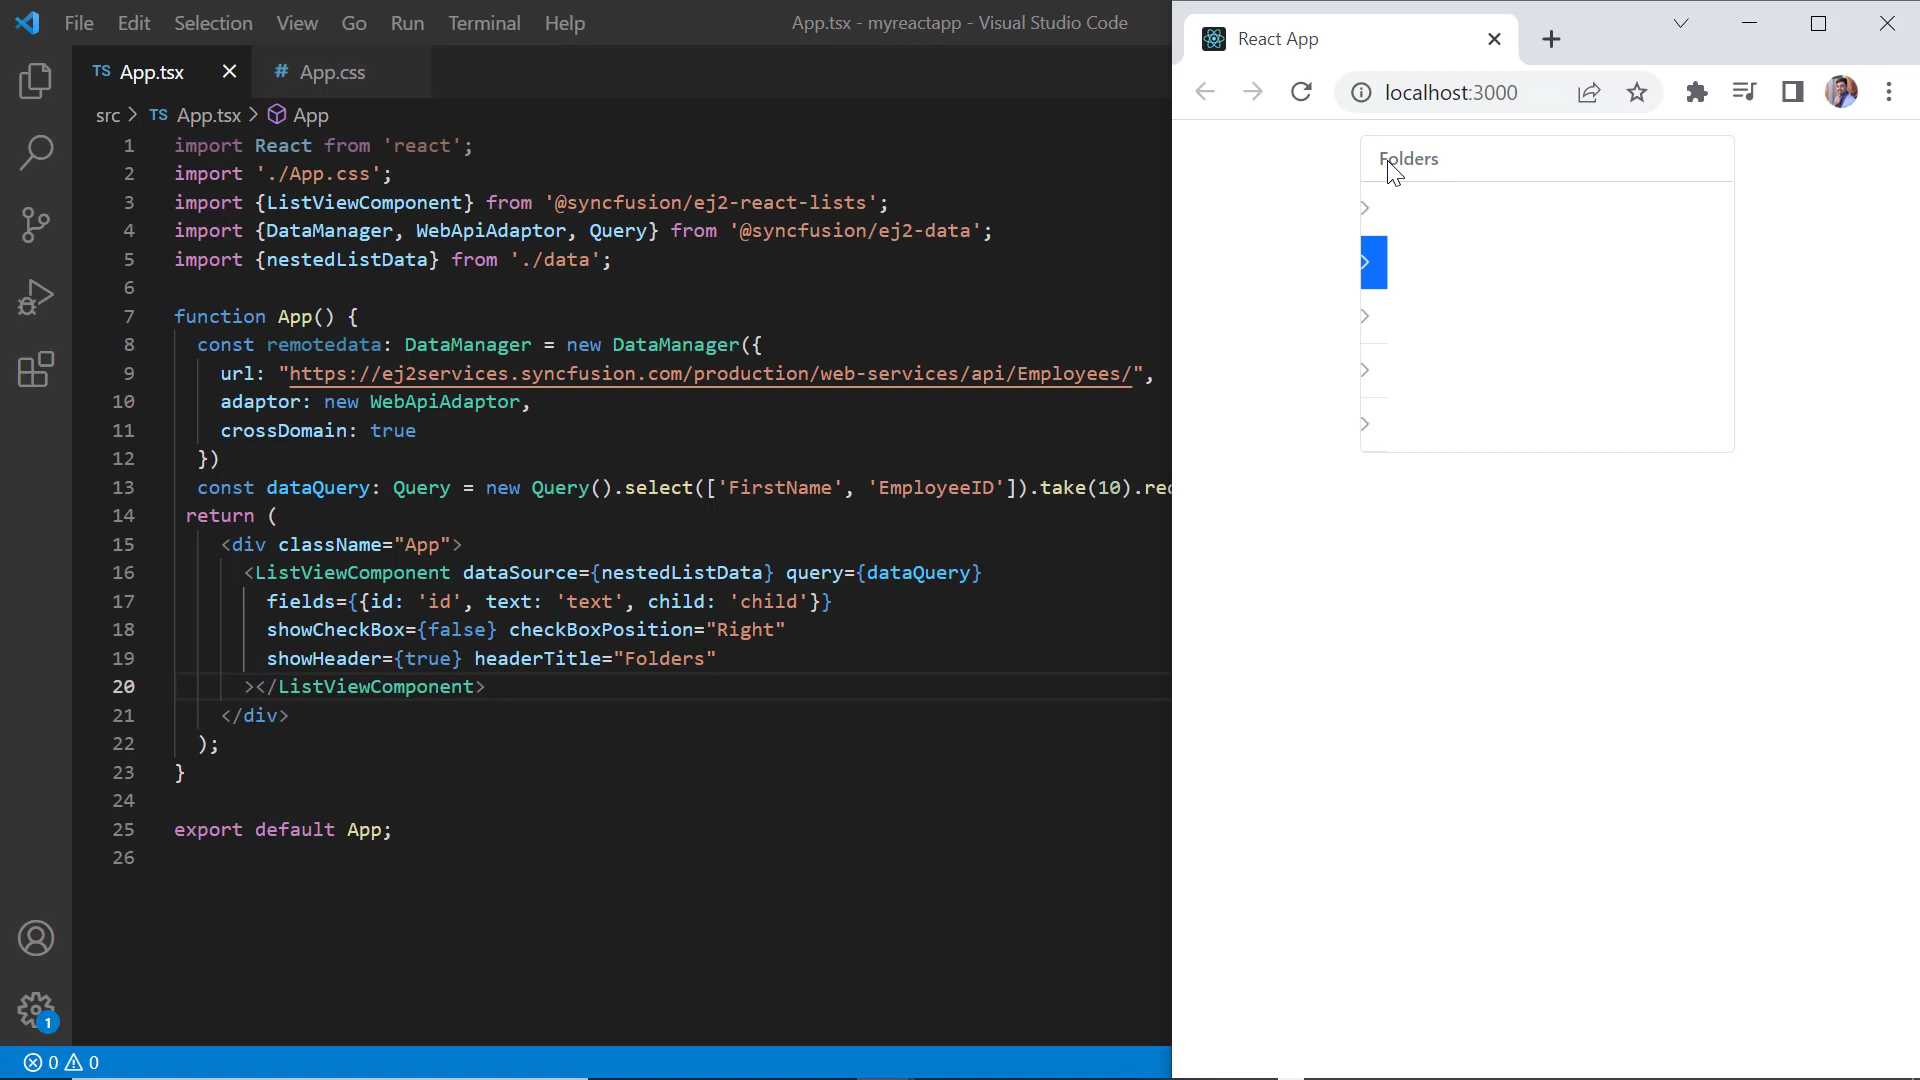 File Edit Selection View Go Run Terminal Help App.tsx - myreactapp - Visual Studio Code
TS App.tsx # App.css
src > TS App.tsx > App
1 import React from 'react';
2 import './App.css';
3 import {ListViewComponent} from '@syncfusion/ej2-react-lists';
4 import {DataManager, WebApiAdaptor, Query} from '@syncfusion/ej2-data';
5 import {nestedListData} from './data';
6
7 function App() {
8 const remotedata: DataManager = new DataManager({
9 url: "https://ej2services.syncfusion.com/production/web-services/api/Employees/",
10 adaptor: new WebApiAdaptor,
11 crossDomain: true
12 })
13 const dataQuery: Query = new Query().select(['FirstName', 'EmployeeID']).take(10).rec
14 return (
15 <div className="App">
16 <ListViewComponent dataSource={nestedListData} query={dataQuery}
17 fields={{id: 'id', text: 'text', child: 'child'}}
18 showCheckBox={false} checkBoxPosition="Right"
19 showHeader={true} headerTitle="Folders"
20 ></ListViewComponent>
21 </div>
22 );
23 }
24
25 export default App;
26
1
0 0
React App
localhost:3000
Folders